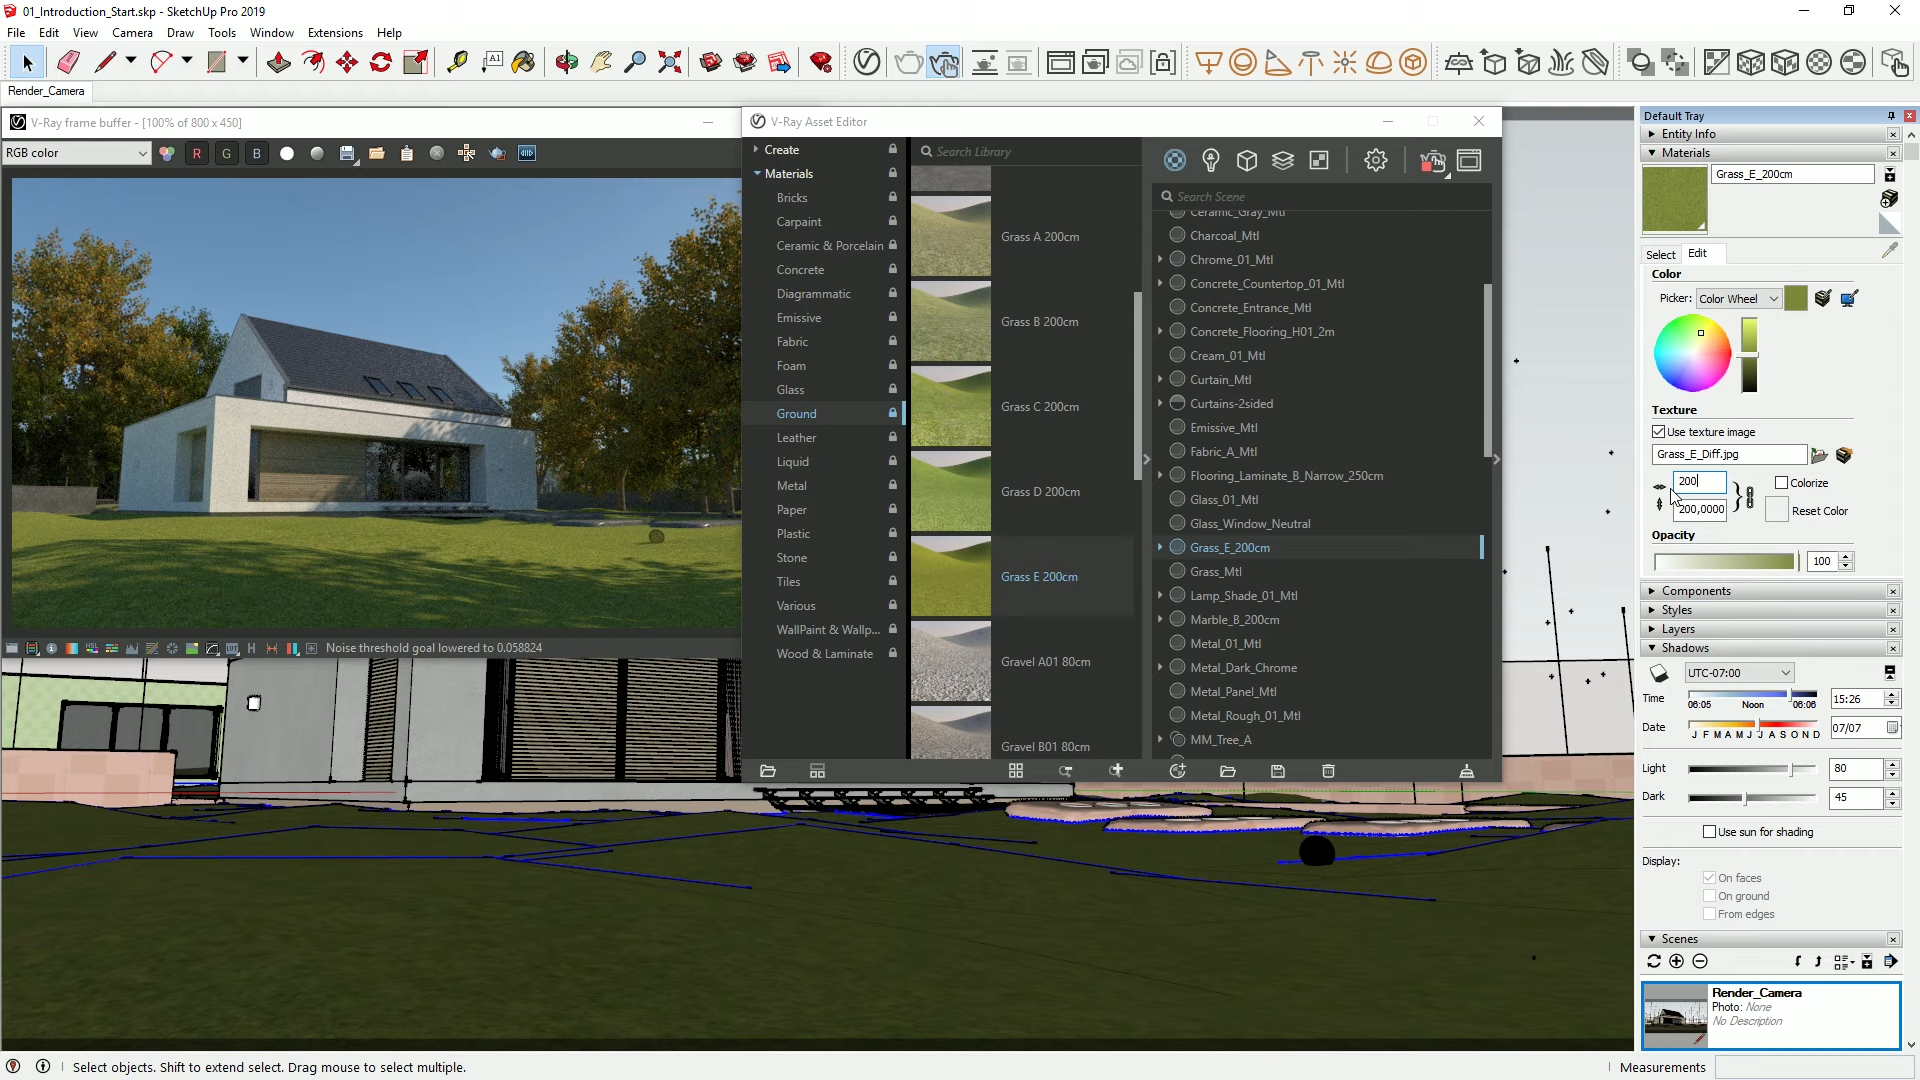 01_Introduction_Start.skp - SketchUp Pro 2019
File Edit View Camera Draw Tools Window Extensions Help
Render_Camera
V-Ray frame buffer - [100% of 800 x 450]
RGB color
R G B
Noise threshold goal lowered to 0.058824
V-Ray Asset Editor
Create
Materials
Bricks
Carpaint
Ceramic & Porcelain
Concrete
Diagrammatic
Emissive
Fabric
Foam
Glass
Ground
Leather
Liquid
Metal
Paper
Plastic
Stone
Tiles
Various
WallPaint & Wallp...
Wood & Laminate
Search Library
Grass A 200cm
Grass B 200cm
Grass C 200cm
Grass D 200cm
Grass E 200cm
Gravel A01 80cm
Gravel B01 80cm
Search Scene
Ceramic_Gray_Mtl
Charcoal_Mtl
Chrome_01_Mtl
Concrete_Countertop_01_Mtl
Concrete_Entrance_Mtl
Concrete_Flooring_H01_2m
Cream_01_Mtl
Curtain_Mtl
Curtains-2sided
Emissive_Mtl
Fabric_A_Mtl
Flooring_Laminate_B_Narrow_250cm
Glass_01_Mtl
Glass_Window_Neutral
Grass_E_200cm
Grass_Mtl
Lamp_Shade_01_Mtl
Marble_B_200cm
Metal_01_Mtl
Metal_Dark_Chrome
Metal_Panel_Mtl
Metal_Rough_01_Mtl
MM_Tree_A
Default Tray
Entity Info
Materials
Grass_E_200cm
Select Edit
Color
Picker: Color Wheel
Texture
Use texture image
Grass_E_Diff.jpg
200
Colorize
200,0000
Reset Color
Opacity
100
Components
Styles
Layers
Shadows
UTC-07:00
Time
06:05 Noon 06:06
15:26
Date
J F M A M J J A S O N D
07/07
Light 80
Dark 45
Use sun for shading
Display:
On faces
On ground
From edges
Scenes
Render_Camera
Photo: None
No Description
Select objects. Shift to extend select. Drag mouse to select multiple.
Measurements